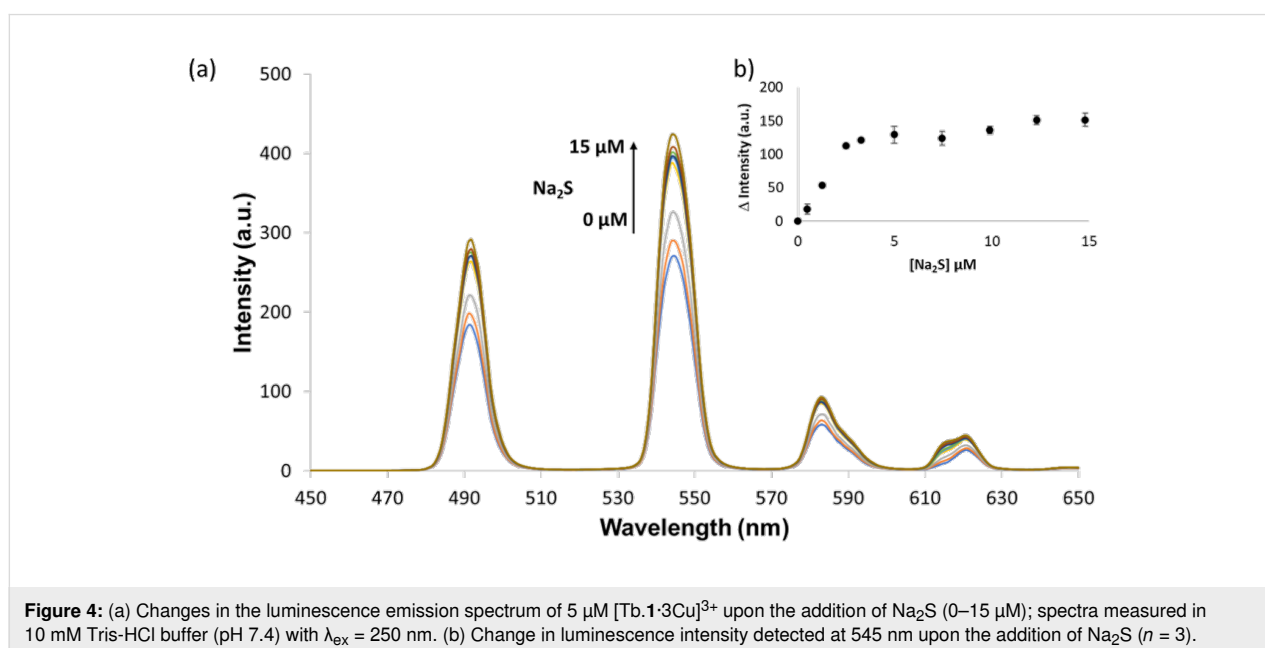 (a)
500
400
300
200
100
0
Intensity (a.u.)
450 470 490 510 530 550 570 590 610 630 650
Wavelength (nm)
15 µM
Na₂S
0 µM
b)
200
150
100
50
0
Δ Intensity (a.u.)
0 5 10 15
[Na₂S] µM
Figure 4: (a) Changes in the luminescence emission spectrum of 5 µM [Tb.1·3Cu]³⁺ upon the addition of Na₂S (0–15 µM); spectra measured in
10 mM Tris-HCl buffer (pH 7.4) with λₑₓ = 250 nm. (b) Change in luminescence intensity detected at 545 nm upon the addition of Na₂S (n = 3).